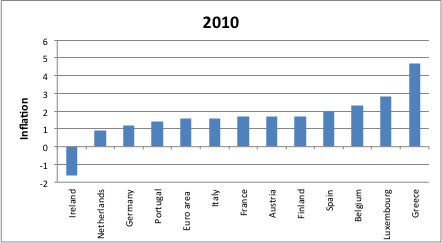 2010
Inflation
6
5
4
3
2
1
0
-1
-2
Ireland
Netherlands
Germany
Portugal
Euro area
Italy
France
Austria
Finland
Spain
Belgium
Luxembourg
Greece